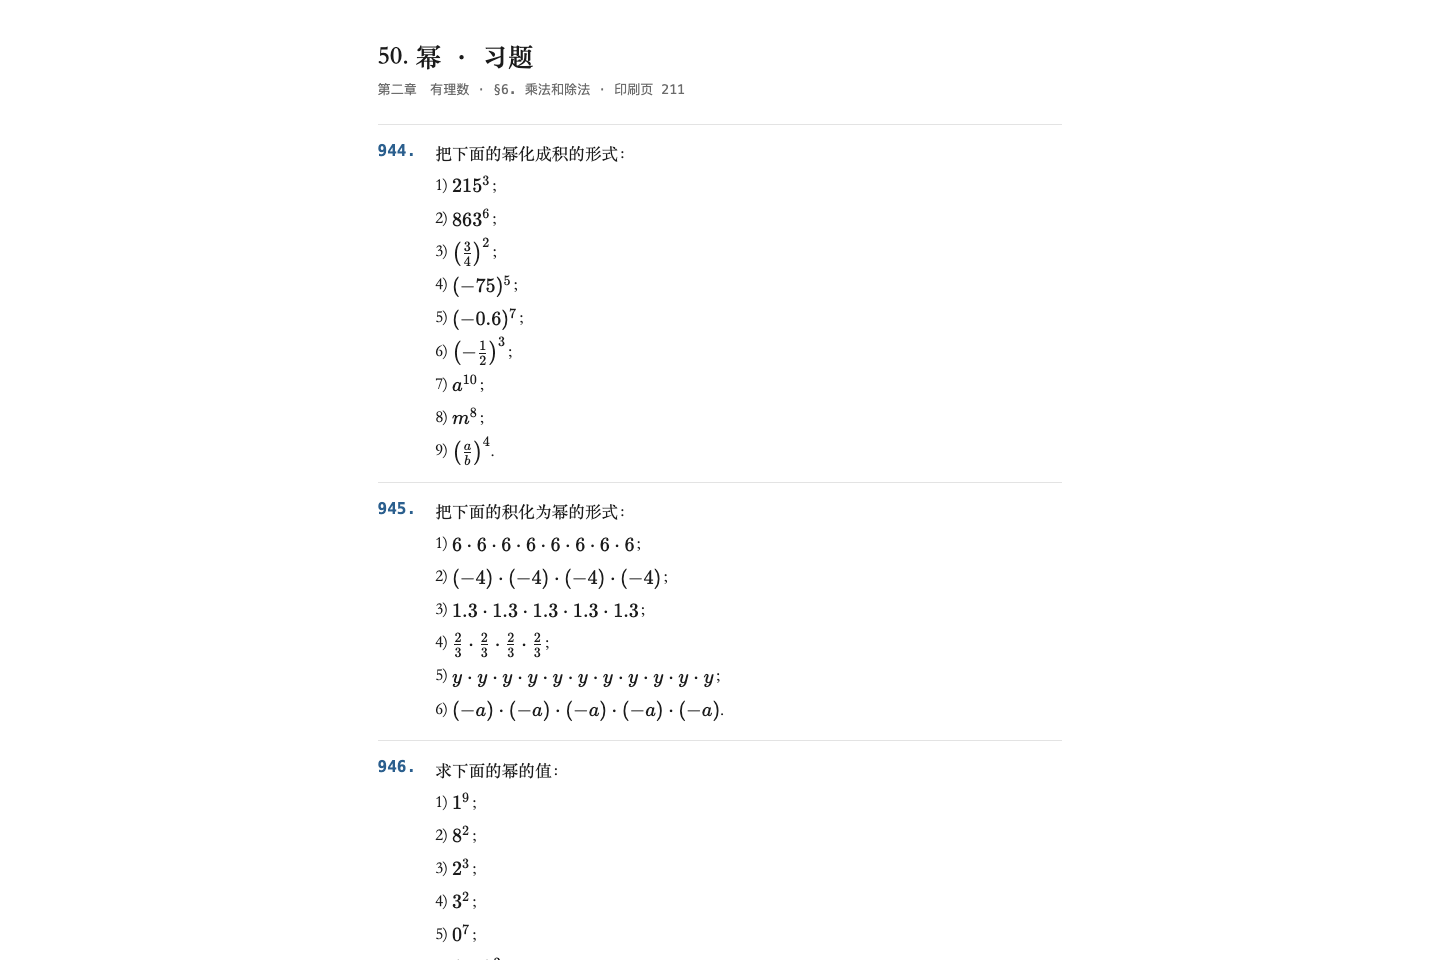 50. 幂 · 习题
第二章 有理数 · §6. 乘法和除法 · 印刷页 211
944. 把下面的幂化成积的形式：
1) 215³;
2) 863⁶;
3) (3/4)²;
4) (−75)⁵;
5) (−0.6)⁷;
6) (−1/2)³;
7) a¹⁰;
8) m⁸;
9) (a/b)⁴.
945. 把下面的积化为幂的形式：
1) 6 · 6 · 6 · 6 · 6 · 6 · 6 · 6;
2) (−4) · (−4) · (−4) · (−4);
3) 1.3 · 1.3 · 1.3 · 1.3 · 1.3;
4) 2/3 · 2/3 · 2/3 · 2/3;
5) y · y · y · y · y · y · y · y · y · y · y;
6) (−a) · (−a) · (−a) · (−a) · (−a).
946. 求下面的幂的值：
1) 1⁹;
2) 8²;
3) 2³;
4) 3²;
5) 0⁷;